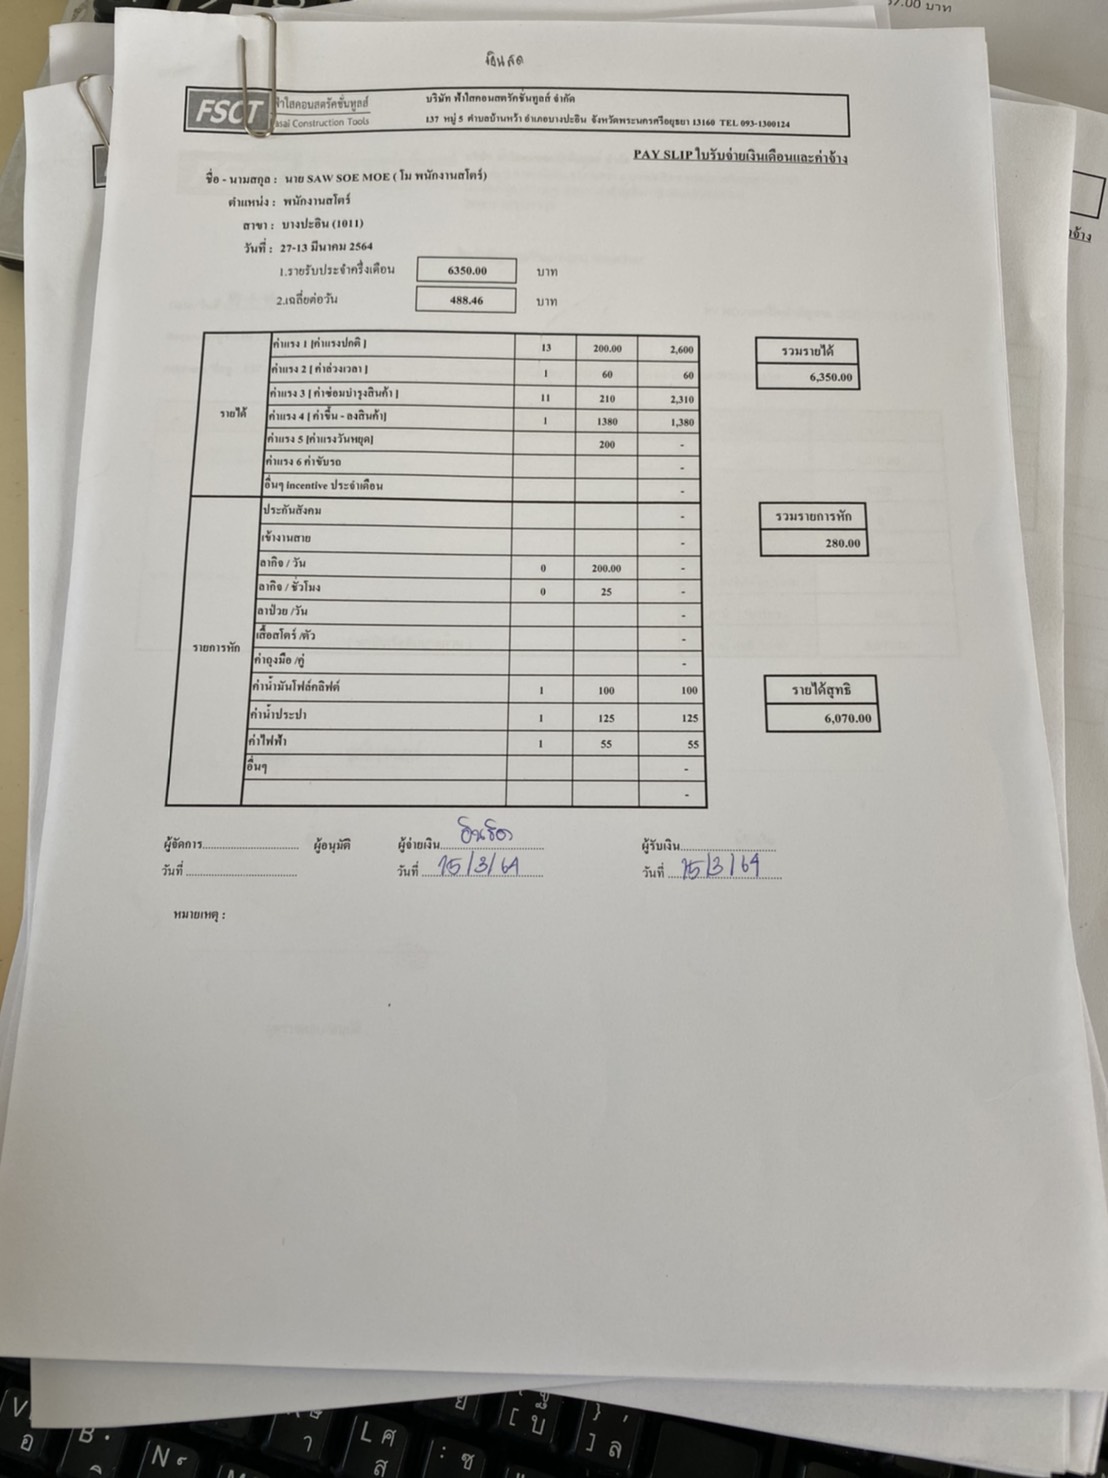 37.00 บาท
เงินสด
FSCT ฟ้าใสคอนสตรัคชั่นทูลส์ บริษัท ฟ้าใสคอนสตรัคชั่นทูลส์ จำกัด
asai Construction Tools 137 หมู่ 5 ตำบลบ้านหว้า อำเภอบางปะอิน จังหวัดพระนครศรีอยุธยา 13160 TEL 093-1300124
PAY SLIP ใบรับจ่ายเงินเดือนและค่าจ้าง
ชื่อ - นามสกุล : นาย SAW SOE MOE ( โม พนักงานสโตร์)
ตำแหน่ง : พนักงานสโตร์
สาขา : บางปะอิน (1011)
วันที่ : 27-13 มีนาคม 2564
1.รายรับประจำครึ่งเดือน 6350.00 บาท
2.เฉลี่ยต่อวัน 488.46 บาท
รายได้
ค่าแรง 1 [ค่าแรงปกติ ] 13 200.00 2,600
ค่าแรง 2 [ ค่าล่วงเวลา ] 1 60 60
ค่าแรง 3 [ ค่าซ่อมบำรุงสินค้า ] 11 210 2,310
ค่าแรง 4 [ ค่าขึ้น - ลงสินค้า] 1 1380 1,380
ค่าแรง 5 [ค่าแรงวันหยุด] 200 -
ค่าแรง 6 ค่าขับรถ -
อื่นๆ Incentive ประจำเดือน -
รวมรายได้
6,350.00
รายการหัก
ประกันสังคม -
เข้างานสาย -
ลากิจ / วัน 0 200.00 -
ลากิจ / ชั่วโมง 0 25 -
ลาป่วย /วัน -
เสื้อสโตร์ /ตัว -
ค่าถุงมือ /คู่ -
ค่าน้ำมันโฟล์คลิฟต์ 1 100 100
ค่าน้ำประปา 1 125 125
ค่าไฟฟ้า 1 55 55
อื่นๆ -
-
รวมรายการหัก
280.00
รายได้สุทธิ
6,070.00
ผู้จัดการ ผู้อนุมัติ ผู้จ่ายเงิน ผู้รับเงิน
วันที่ วันที่ 15/3/64 วันที่ 15/3/64
หมายเหตุ :